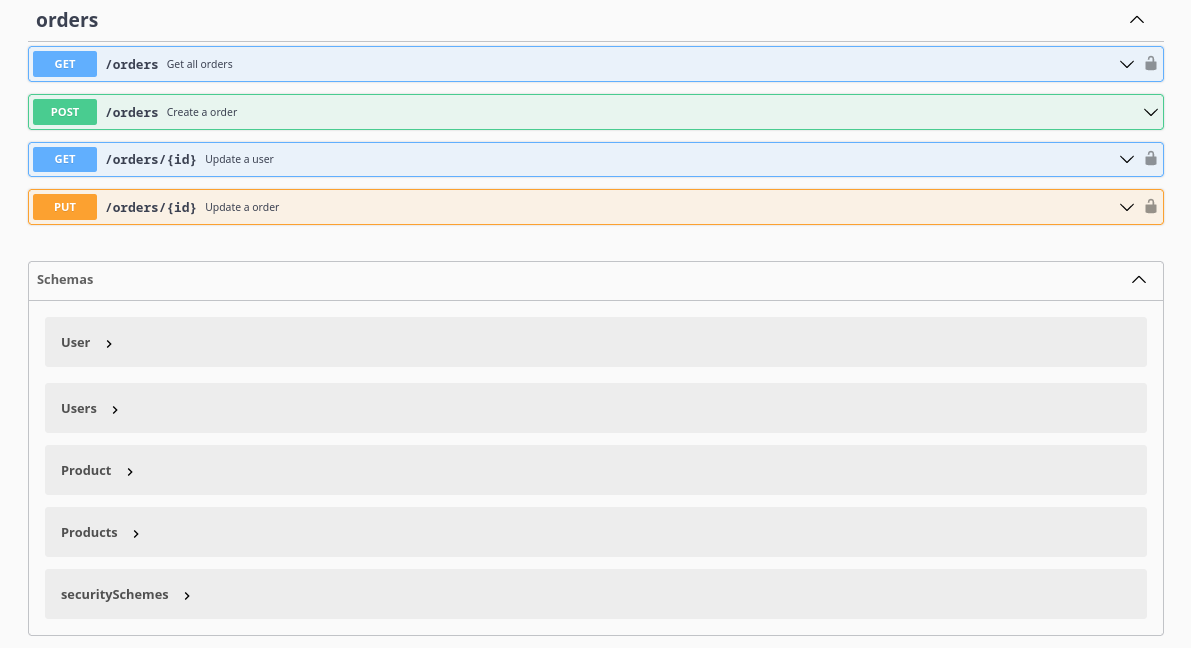 orders
GET /orders Get all orders
POST /orders Create a order
GET /orders/{id} Update a user
PUT /orders/{id} Update a order
Schemas
User
Users
Product
Products
securitySchemes